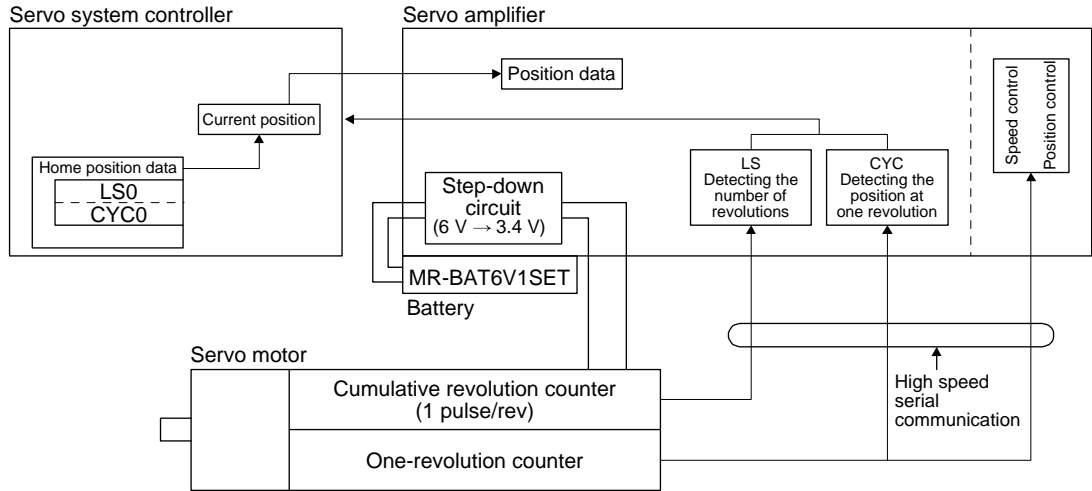 Servo system controller
Servo amplifier
Position data
Current position
Home position data
LS0
CYC0
Step-down
circuit
(6 V → 3.4 V)
MR-BAT6V1SET
Battery
LS
Detecting the
number of
revolutions
CYC
Detecting the
position at
one revolution
Speed control
Position control
Servo motor
Cumulative revolution counter
(1 pulse/rev)
One-revolution counter
High speed
serial
communication